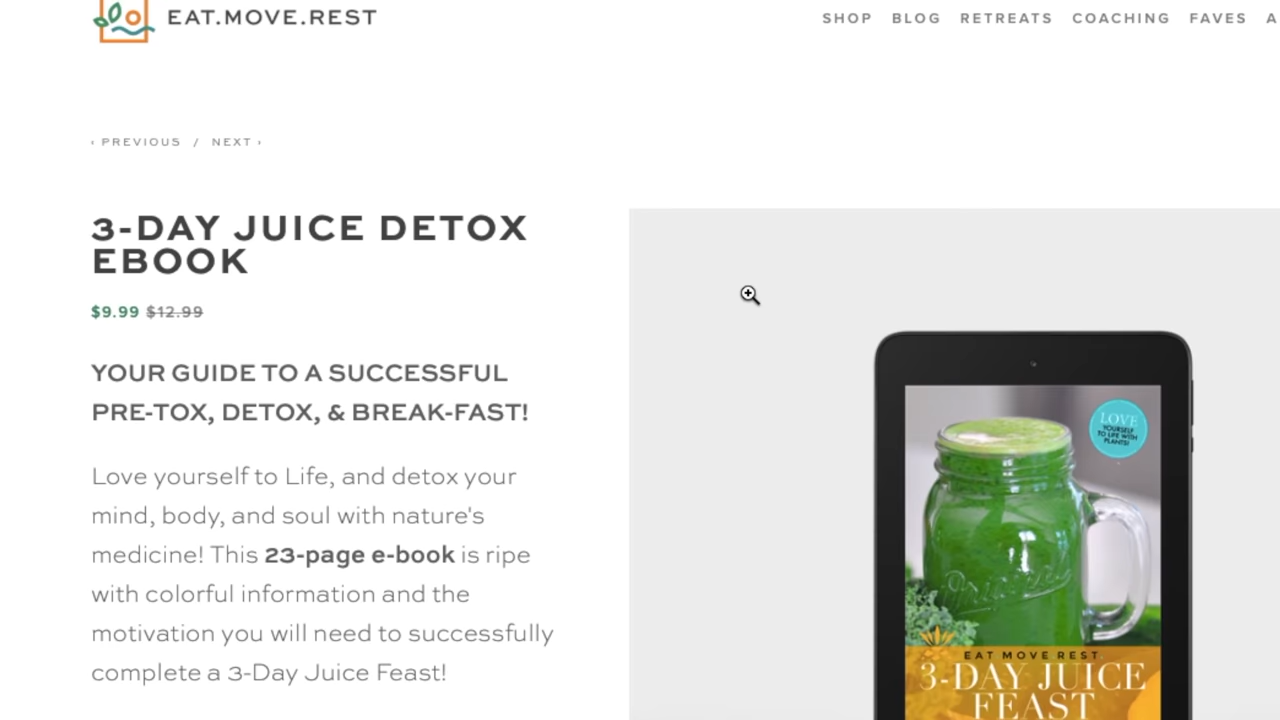 EAT.MOVE.REST
SHOP BLOG RETREATS COACHING FAVES A
‹ PREVIOUS / NEXT ›
3-DAY JUICE DETOX
EBOOK
$9.99 $12.99
YOUR GUIDE TO A SUCCESSFUL
PRE-TOX, DETOX, & BREAK-FAST!
Love yourself to Life, and detox your
mind, body, and soul with nature's
medicine! This 23-page e-book is ripe
with colorful information and the
motivation you will need to successfully
complete a 3-Day Juice Feast!
LOVE
YOURSELF
TO LIFE WITH
PLANTS!
Original
EAT MOVE REST
3-DAY JUICE
FEAST